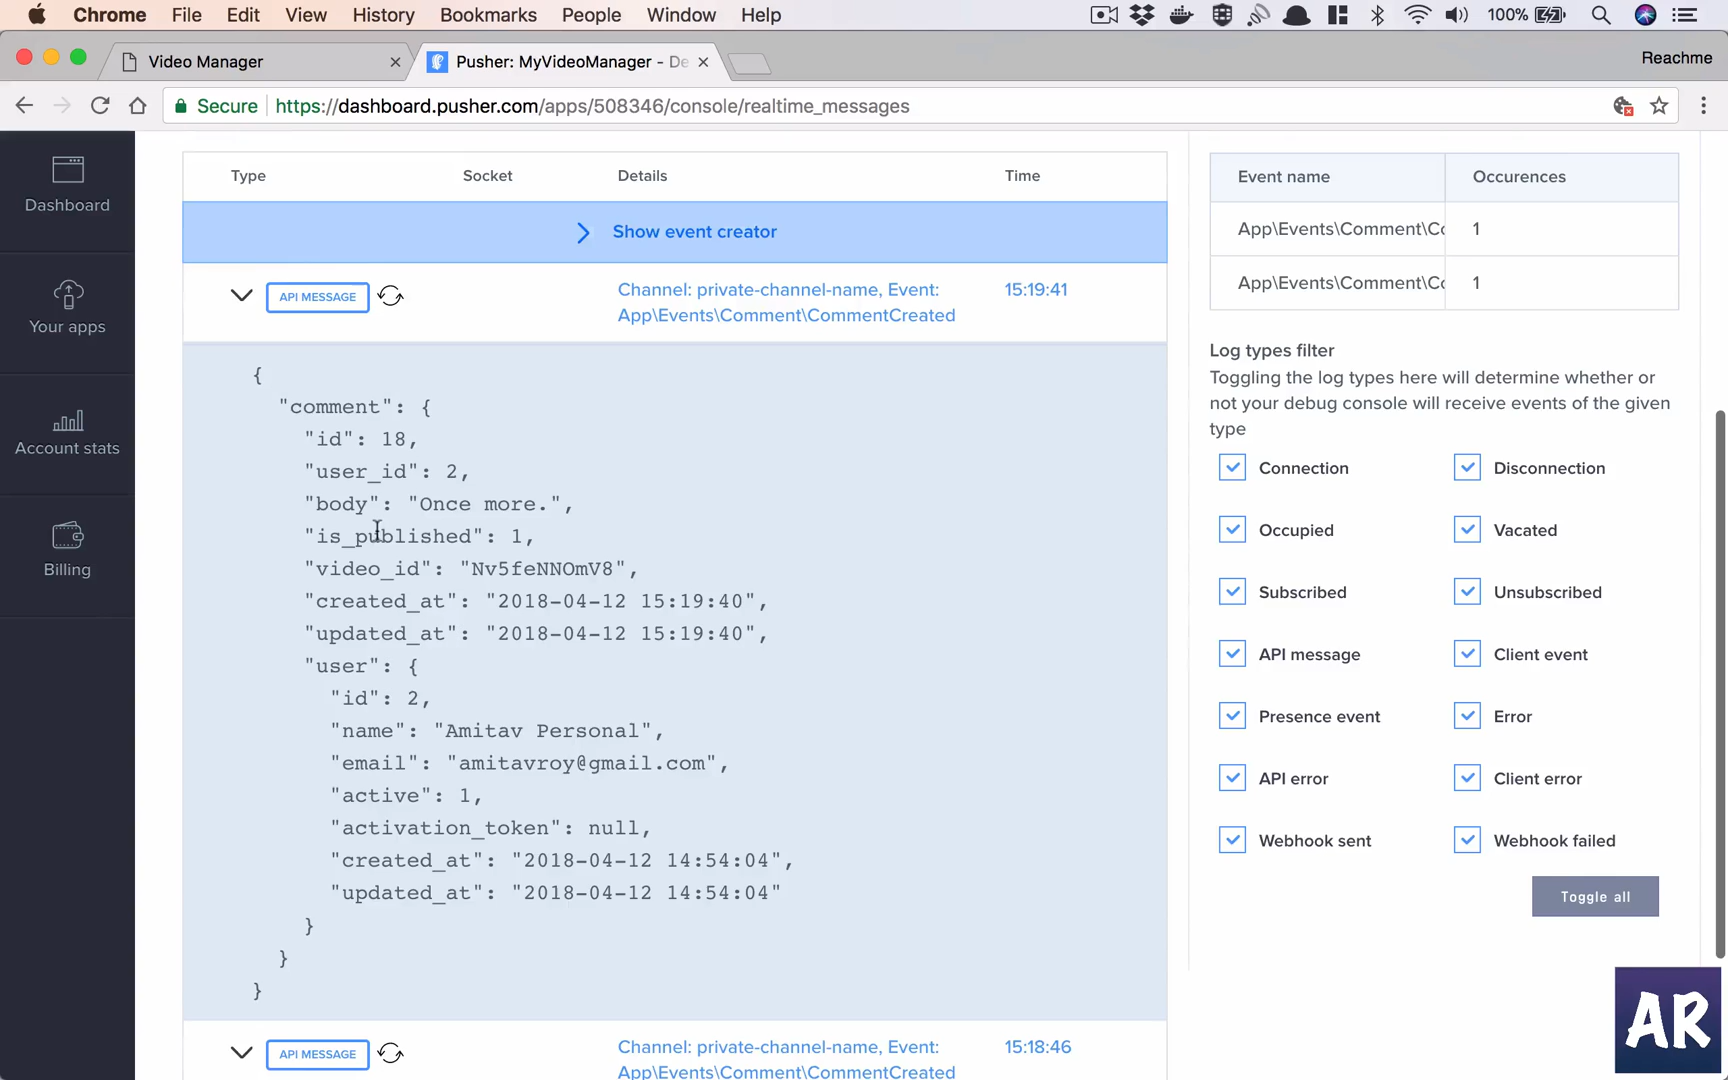 Chrome File Edit View History Bookmarks People Window Help 100%
Video Manager
Pusher: MyVideoManager - De
Reachme
Secure https://dashboard.pusher.com/apps/508346/console/realtime_messages
Dashboard
Your apps
Account stats
Billing
Type Socket Details Time
Show event creator
API MESSAGE
Channel: private-channel-name, Event: 15:19:41
App\Events\Comment\CommentCreated
{
"comment": {
"id": 18,
"user_id": 2,
"body": "Once more.",
"is_published": 1,
"video_id": "Nv5feNNOmV8",
"created_at": "2018-04-12 15:19:40",
"updated_at": "2018-04-12 15:19:40",
"user": {
"id": 2,
"name": "Amitav Personal",
"email": "amitavroy@gmail.com",
"active": 1,
"activation_token": null,
"created_at": "2018-04-12 14:54:04",
"updated_at": "2018-04-12 14:54:04"
}
}
}
API MESSAGE
Channel: private-channel-name, Event: 15:18:46
App\Events\Comment\CommentCreated
Event name Occurences
App\Events\Comment\Cc 1
App\Events\Comment\Cc 1
Log types filter
Toggling the log types here will determine whether or
not your debug console will receive events of the given
type
Connection Disconnection
Occupied Vacated
Subscribed Unsubscribed
API message Client event
Presence event Error
API error Client error
Webhook sent Webhook failed
Toggle all
AR